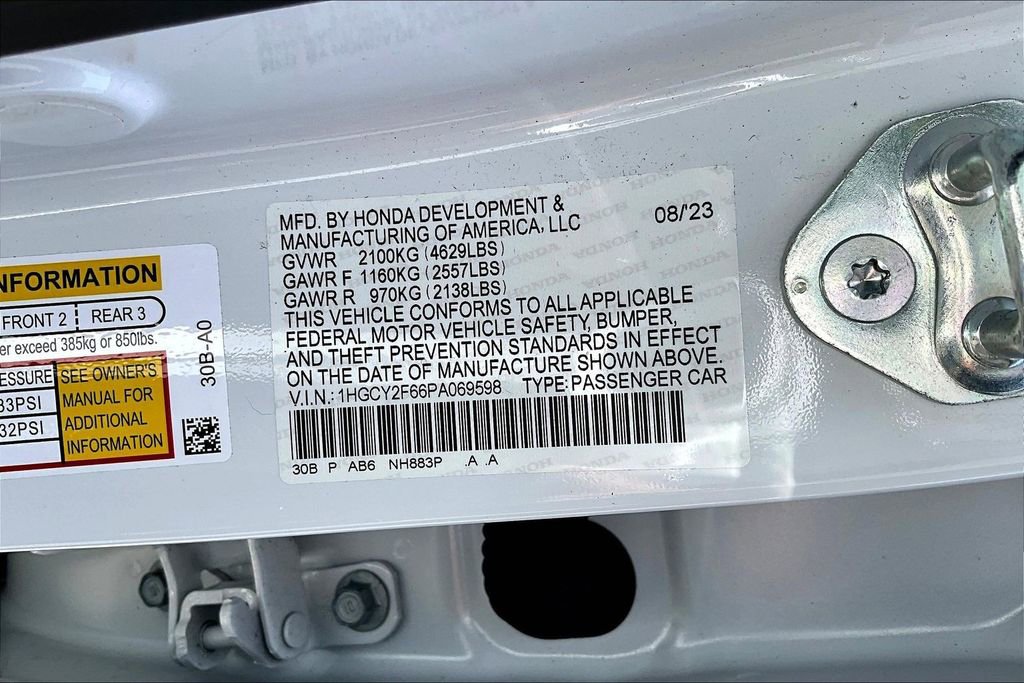 NFORMATION
FRONT 2 REAR 3
er exceed 385kg or 850lbs.
RESSURE
33PSI
32PSI
SEE OWNER'S
MANUAL FOR
ADDITIONAL
INFORMATION
30B-A0
MFD. BY HONDA DEVELOPMENT & 08/23
MANUFACTURING OF AMERICA, LLC
GVWR 2100KG (4629LBS)
GAWR F 1160KG (2557LBS)
GAWR R 970KG (2138LBS)
THIS VEHICLE CONFORMS TO ALL APPLICABLE
FEDERAL MOTOR VEHICLE SAFETY, BUMPER,
AND THEFT PREVENTION STANDARDS IN EFFECT
ON THE DATE OF MANUFACTURE SHOWN ABOVE.
V.I.N.: 1HGCY2F66PA069598 TYPE: PASSENGER CAR
30B P AB6 NH883P .A .A